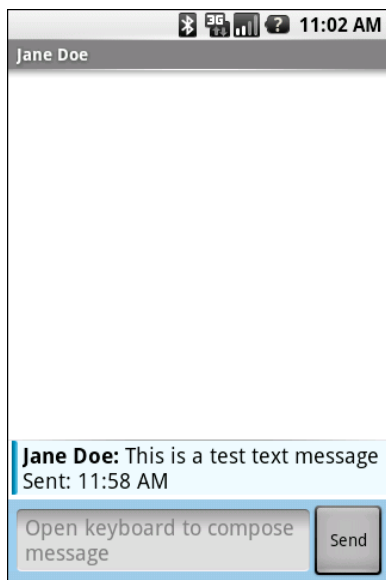 3G 11:02 AM
Jane Doe
Jane Doe: This is a test text message
Sent: 11:58 AM
Open keyboard to compose
message
Send